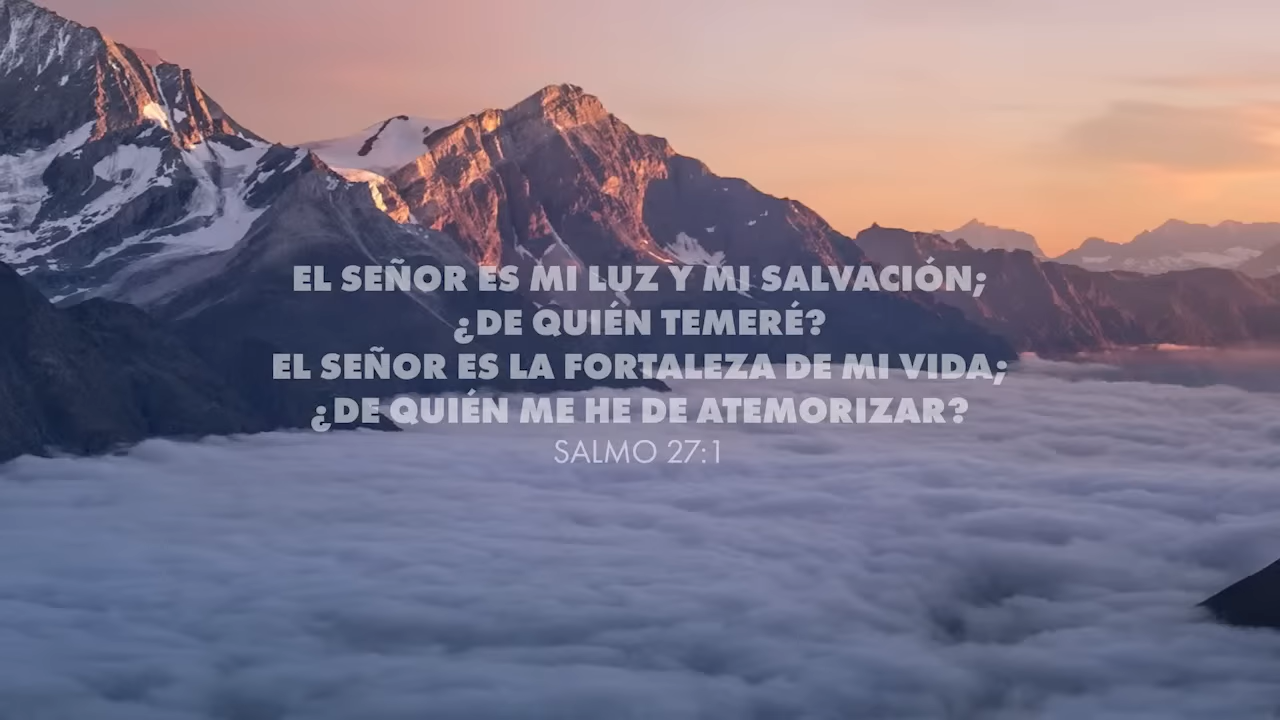 EL SEÑOR ES MI LUZ Y MI SALVACIÓN;
¿DE QUIÉN TEMERÉ?
EL SEÑOR ES LA FORTALEZA DE MI VIDA;
¿DE QUIÉN ME HE DE ATEMORIZAR?
SALMO 27:1